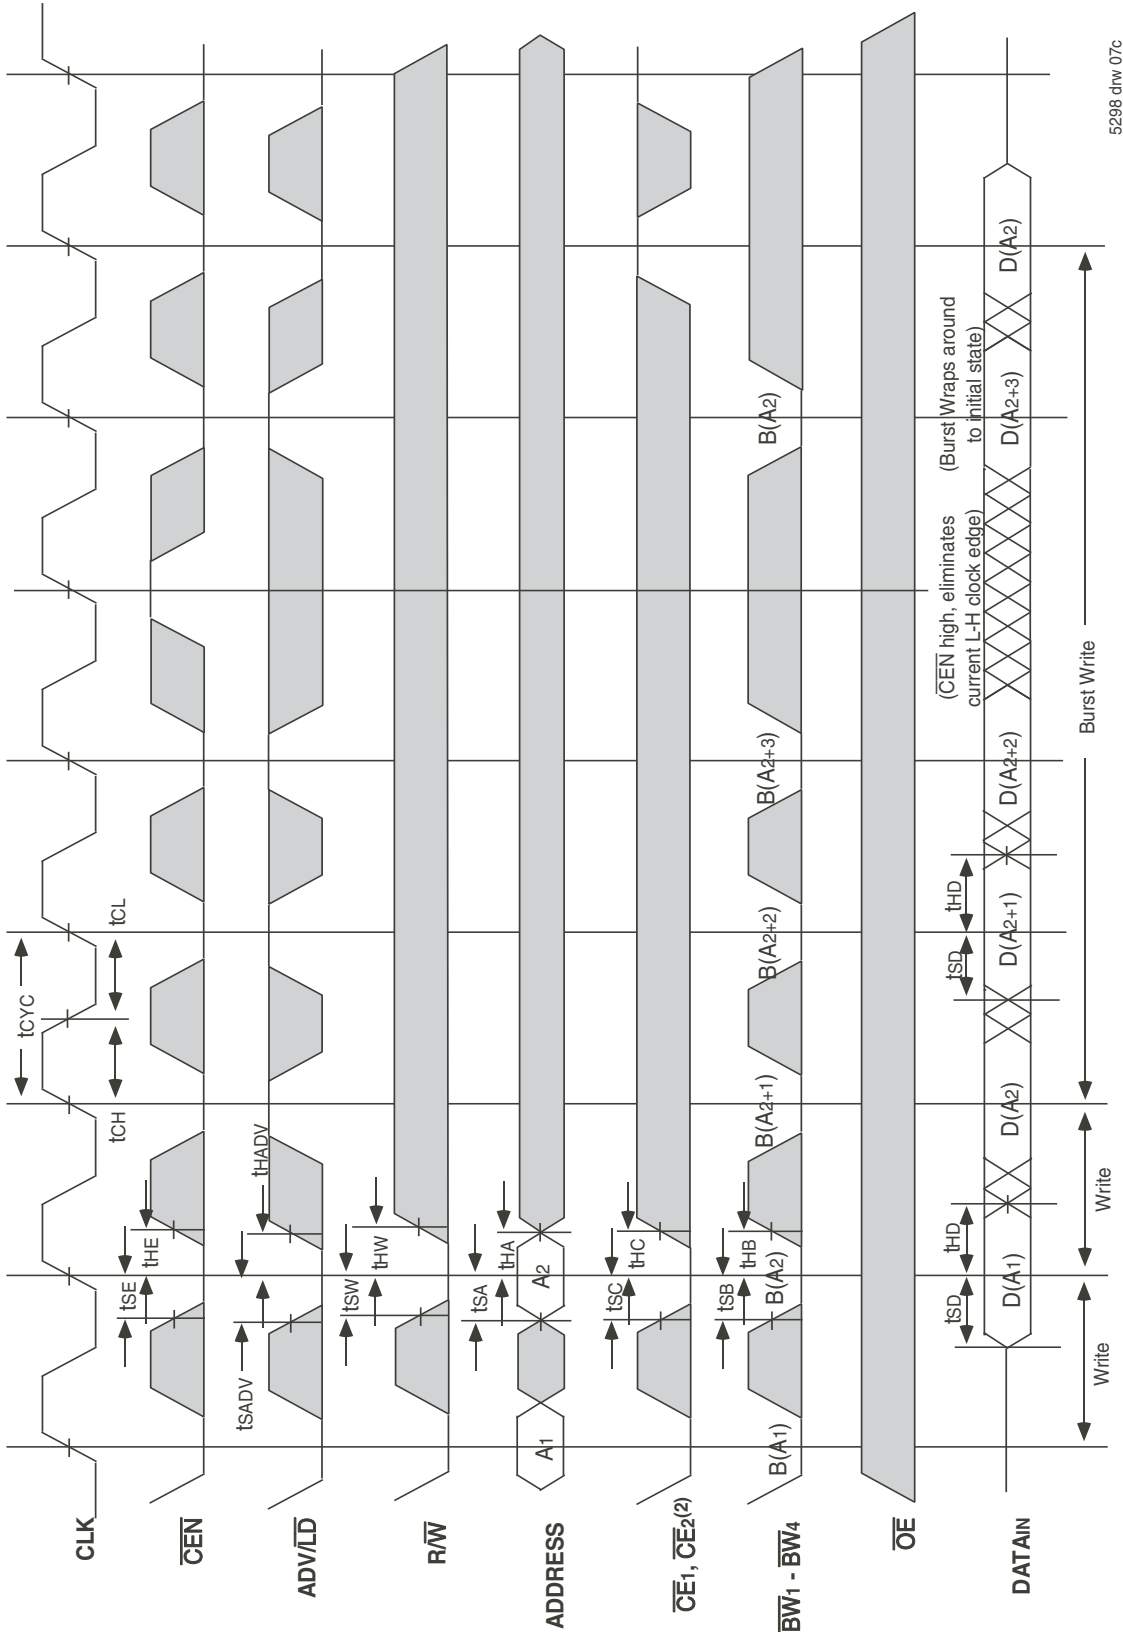 tCYC
tCH
tCL
CLK
tSE
tHE
CEN
tSADV
tHADV
ADV/LD
tSW
tHW
R/W
tSA
tHA
ADDRESS
A1
A2
tSC
tHC
CE1, CE2(2)
tSB
tHB
BW1 - BW4
B(A1)
B(A2)
B(A2+1)
B(A2+2)
B(A2+3)
B(A2)
OE
(CEN high, eliminates
current L-H clock edge)
(Burst Wraps around
to initial state)
tSD
tHD
tSD
tHD
DATAIN
D(A1)
D(A2)
D(A2+1)
D(A2+2)
D(A2+3)
D(A2)
Write
Write
Burst Write
5298 drw 07c